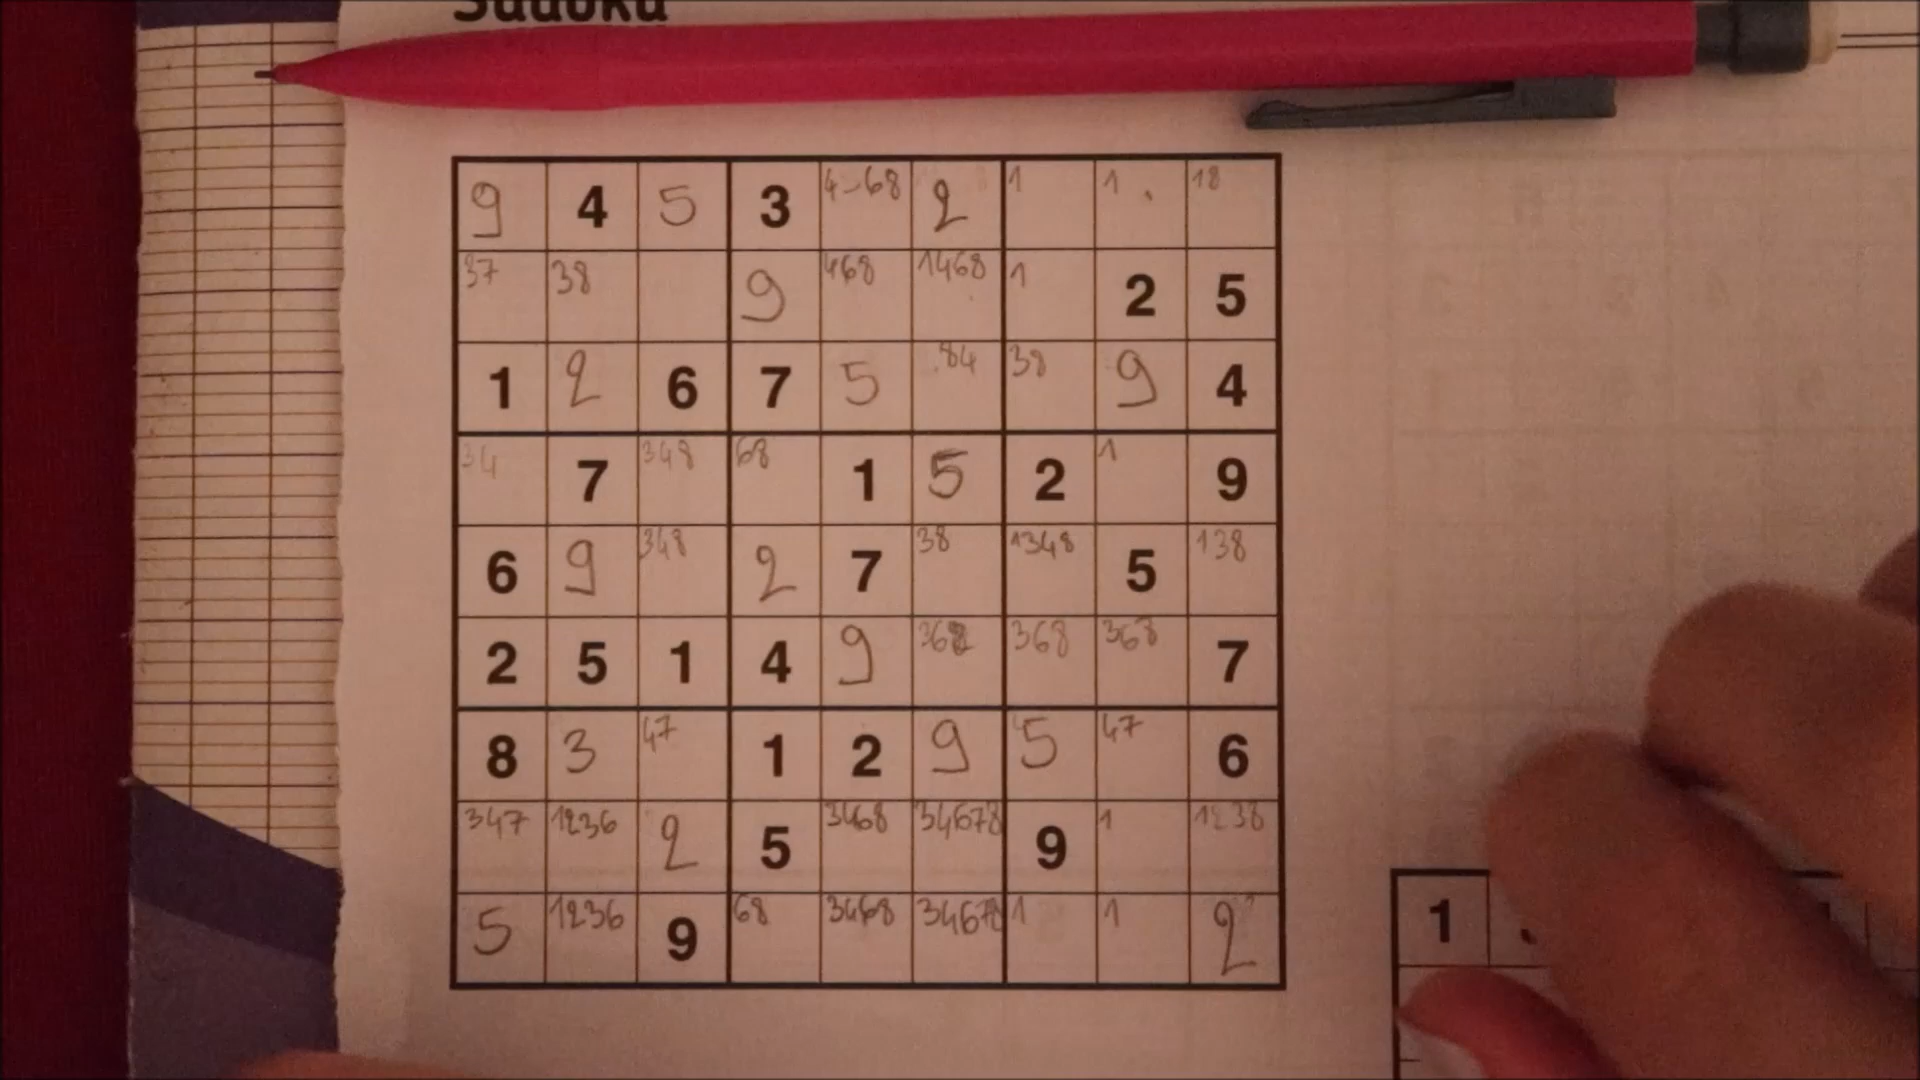 Sudoku
9 4 5 3 4-68 2 1 1 18
37 38 9 468 1468 1 2 5
1 2 6 7 5 84 38 9 4
34 7 348 68 1 5 2 1 9
6 9 348 2 7 38 1348 5 138
2 5 1 4 9 368 368 7
8 3 47 1 2 9 5 47 6
347 1236 2 5 3468 34678 9 1 1238
5 1236 9 68 3468 34678 1 1 2
1